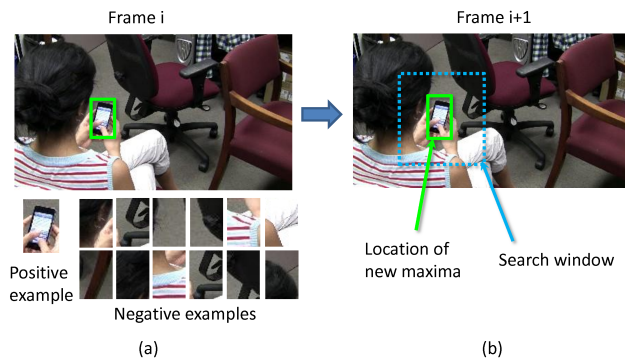 Frame i
Frame i+1
Positive
example
Negative examples
Location of
new maxima
Search window
(a)
(b)